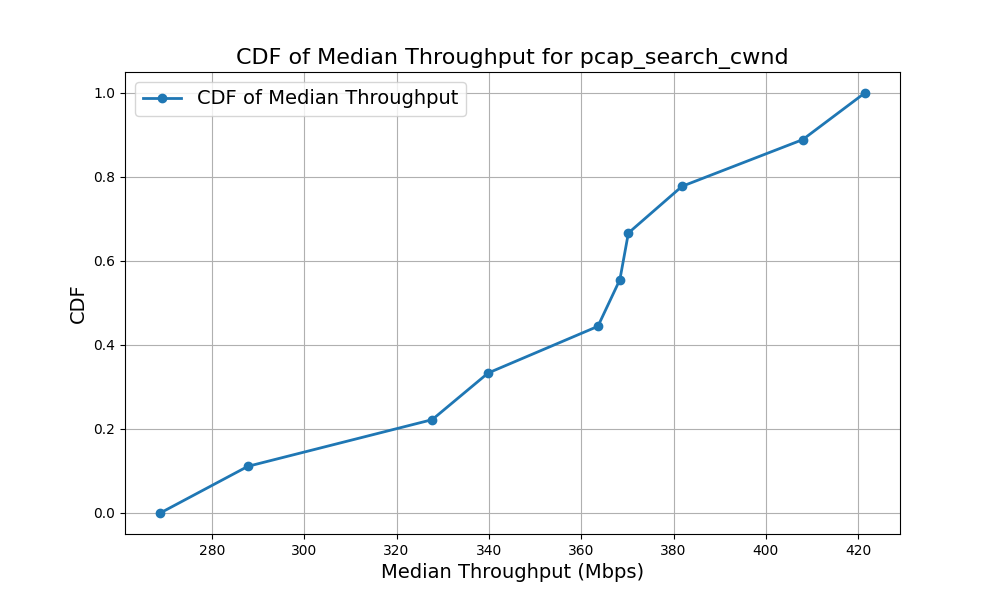 CDF of Median Throughput for pcap_search_cwnd
CDF of Median Throughput
1.0
0.8
0.6
0.4
0.2
0.0
CDF
280 300 320 340 360 380 400 420
Median Throughput (Mbps)